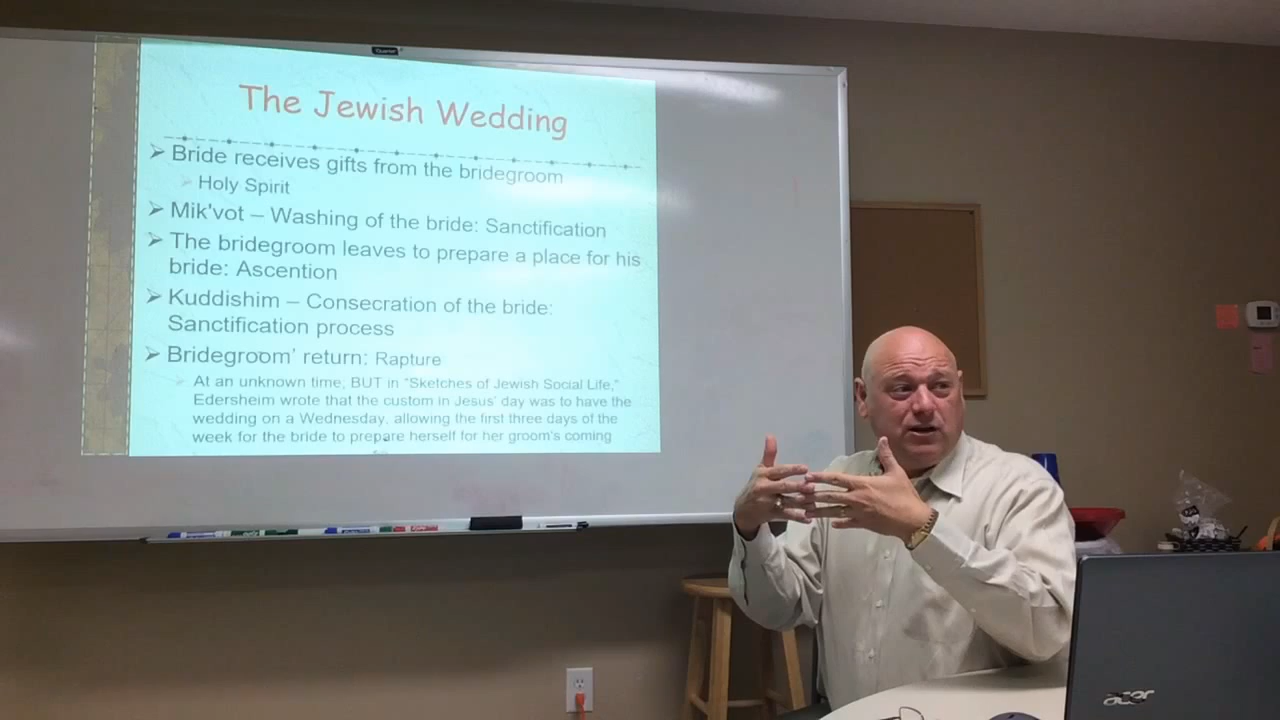 Quartet
The Jewish Wedding
➢ Bride receives gifts from the bridegroom
➢ Holy Spirit
➢ Mik'vot – Washing of the bride: Sanctification
➢ The bridegroom leaves to prepare a place for his
bride: Ascention
➢ Kuddishim – Consecration of the bride:
Sanctification process
➢ Bridegroom' return: Rapture
➢ At an unknown time; BUT in "Sketches of Jewish Social Life,"
Edersheim wrote that the custom in Jesus' day was to have the
wedding on a Wednesday, allowing the first three days of the
week for the bride to prepare herself for her groom's coming
acer